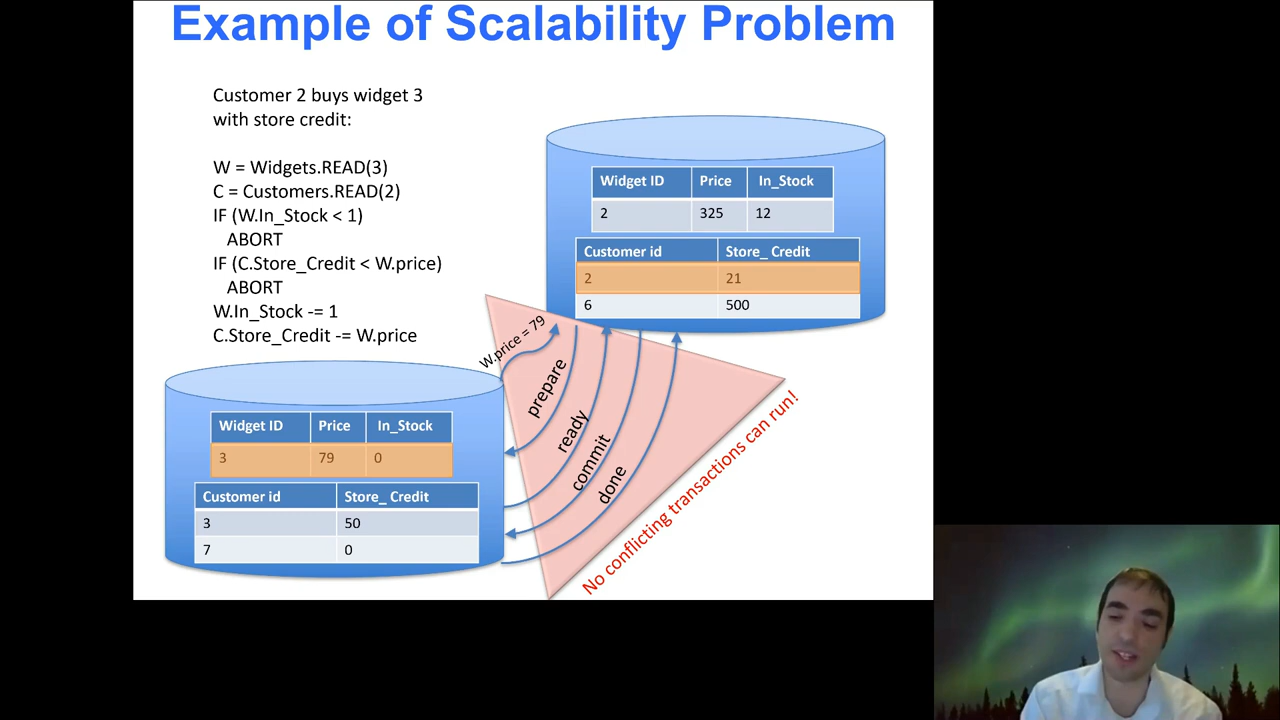 Example of Scalability Problem
Customer 2 buys widget 3
with store credit:
W = Widgets.READ(3)
C = Customers.READ(2)
IF (W.In_Stock < 1)
ABORT
IF (C.Store_Credit < W.price)
ABORT
W.In_Stock -= 1
C.Store_Credit -= W.price
Widget ID Price In_Stock
2 325 12
Customer id Store_ Credit
2 21
6 500
W.price = 79
prepare
ready
commit
done
No conflicting transactions can run!
Widget ID Price In_Stock
3 79 0
Customer id Store_ Credit
3 50
7 0